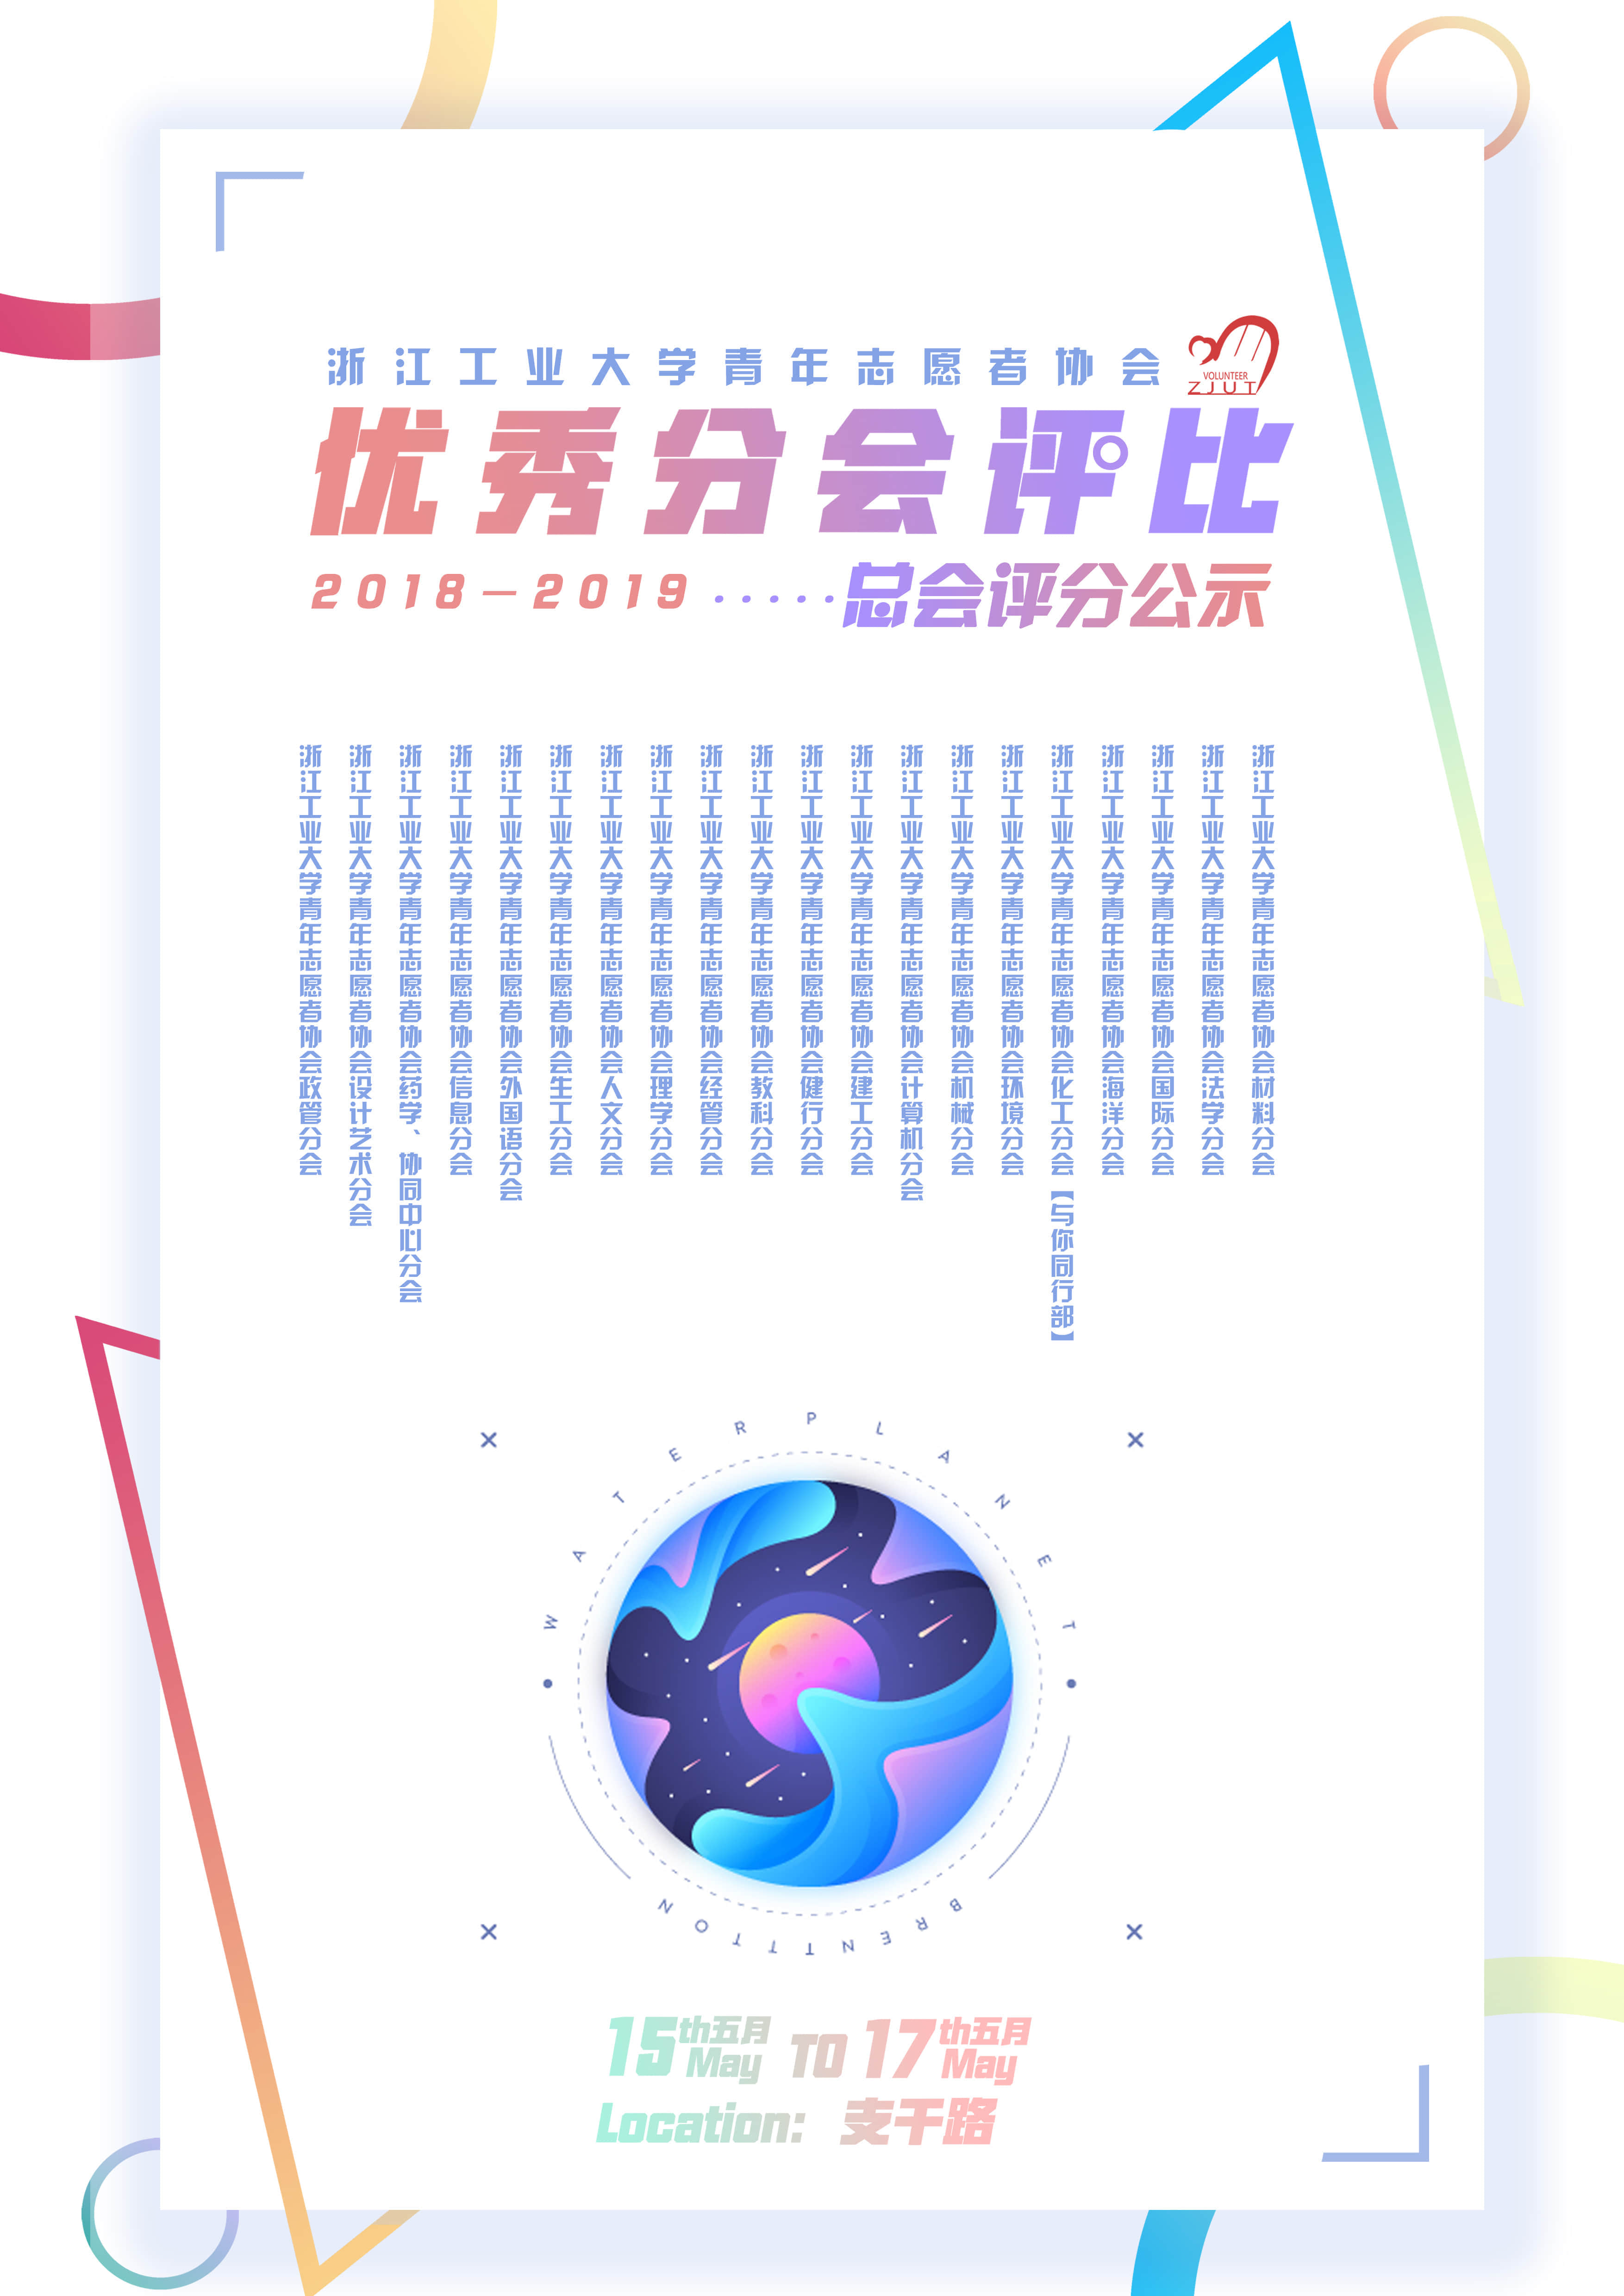 浙江工业大学青年志愿者协会
VOLUNTEER
ZJUT
优秀分会评比
2018—2019 ·····总会评分公示
浙江工业大学青年志愿者协会政管分会
浙江工业大学青年志愿者协会设计艺术分会
浙江工业大学青年志愿者协会药学、协同中心分会
浙江工业大学青年志愿者协会信息分会
浙江工业大学青年志愿者协会外国语分会
浙江工业大学青年志愿者协会生工分会
浙江工业大学青年志愿者协会人文分会
浙江工业大学青年志愿者协会理学分会
浙江工业大学青年志愿者协会经管分会
浙江工业大学青年志愿者协会教科分会
浙江工业大学青年志愿者协会健行分会
浙江工业大学青年志愿者协会建工分会
浙江工业大学青年志愿者协会计算机分会
浙江工业大学青年志愿者协会机械分会
浙江工业大学青年志愿者协会环境分会
浙江工业大学青年志愿者协会化工分会【与你同行部】
浙江工业大学青年志愿者协会海洋分会
浙江工业大学青年志愿者协会国际分会
浙江工业大学青年志愿者协会法学分会
浙江工业大学青年志愿者协会材料分会
WATERPLANET
BRENTTTON
15th五月 May TO 17th五月 May
Location: 支干路